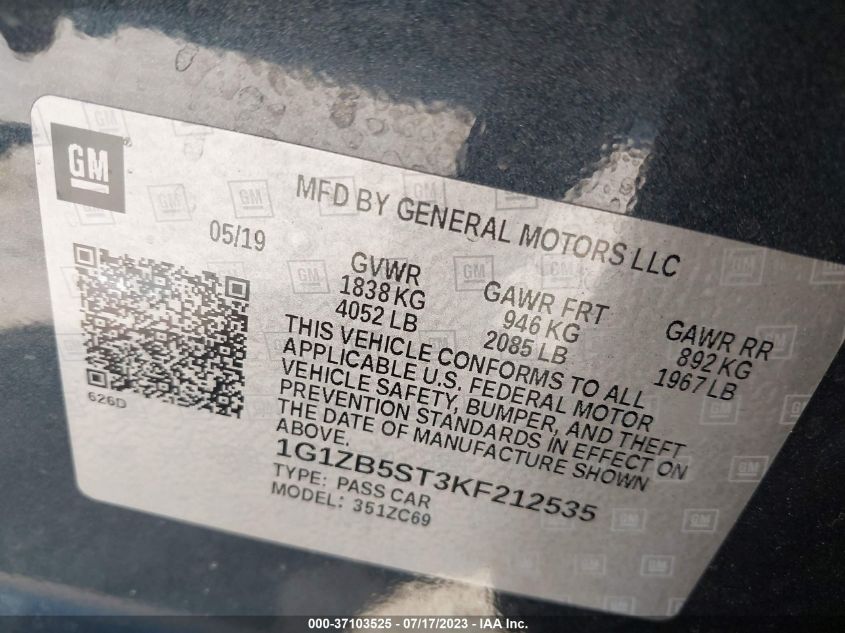 GM
MFD BY GENERAL MOTORS LLC
05/19
GVWR
1838 KG
4052 LB
GAWR FRT
946 KG
2085 LB
GAWR RR
892 KG
1967 LB
THIS VEHICLE CONFORMS TO ALL
APPLICABLE U.S. FEDERAL MOTOR
VEHICLE SAFETY, BUMPER, AND THEFT
PREVENTION STANDARDS IN EFFECT ON
THE DATE OF MANUFACTURE SHOWN
ABOVE.
626D
1G1ZB5ST3KF212535
TYPE: PASS CAR
MODEL: 351ZC69
000-37103525 - 07/17/2023 - IAA Inc.